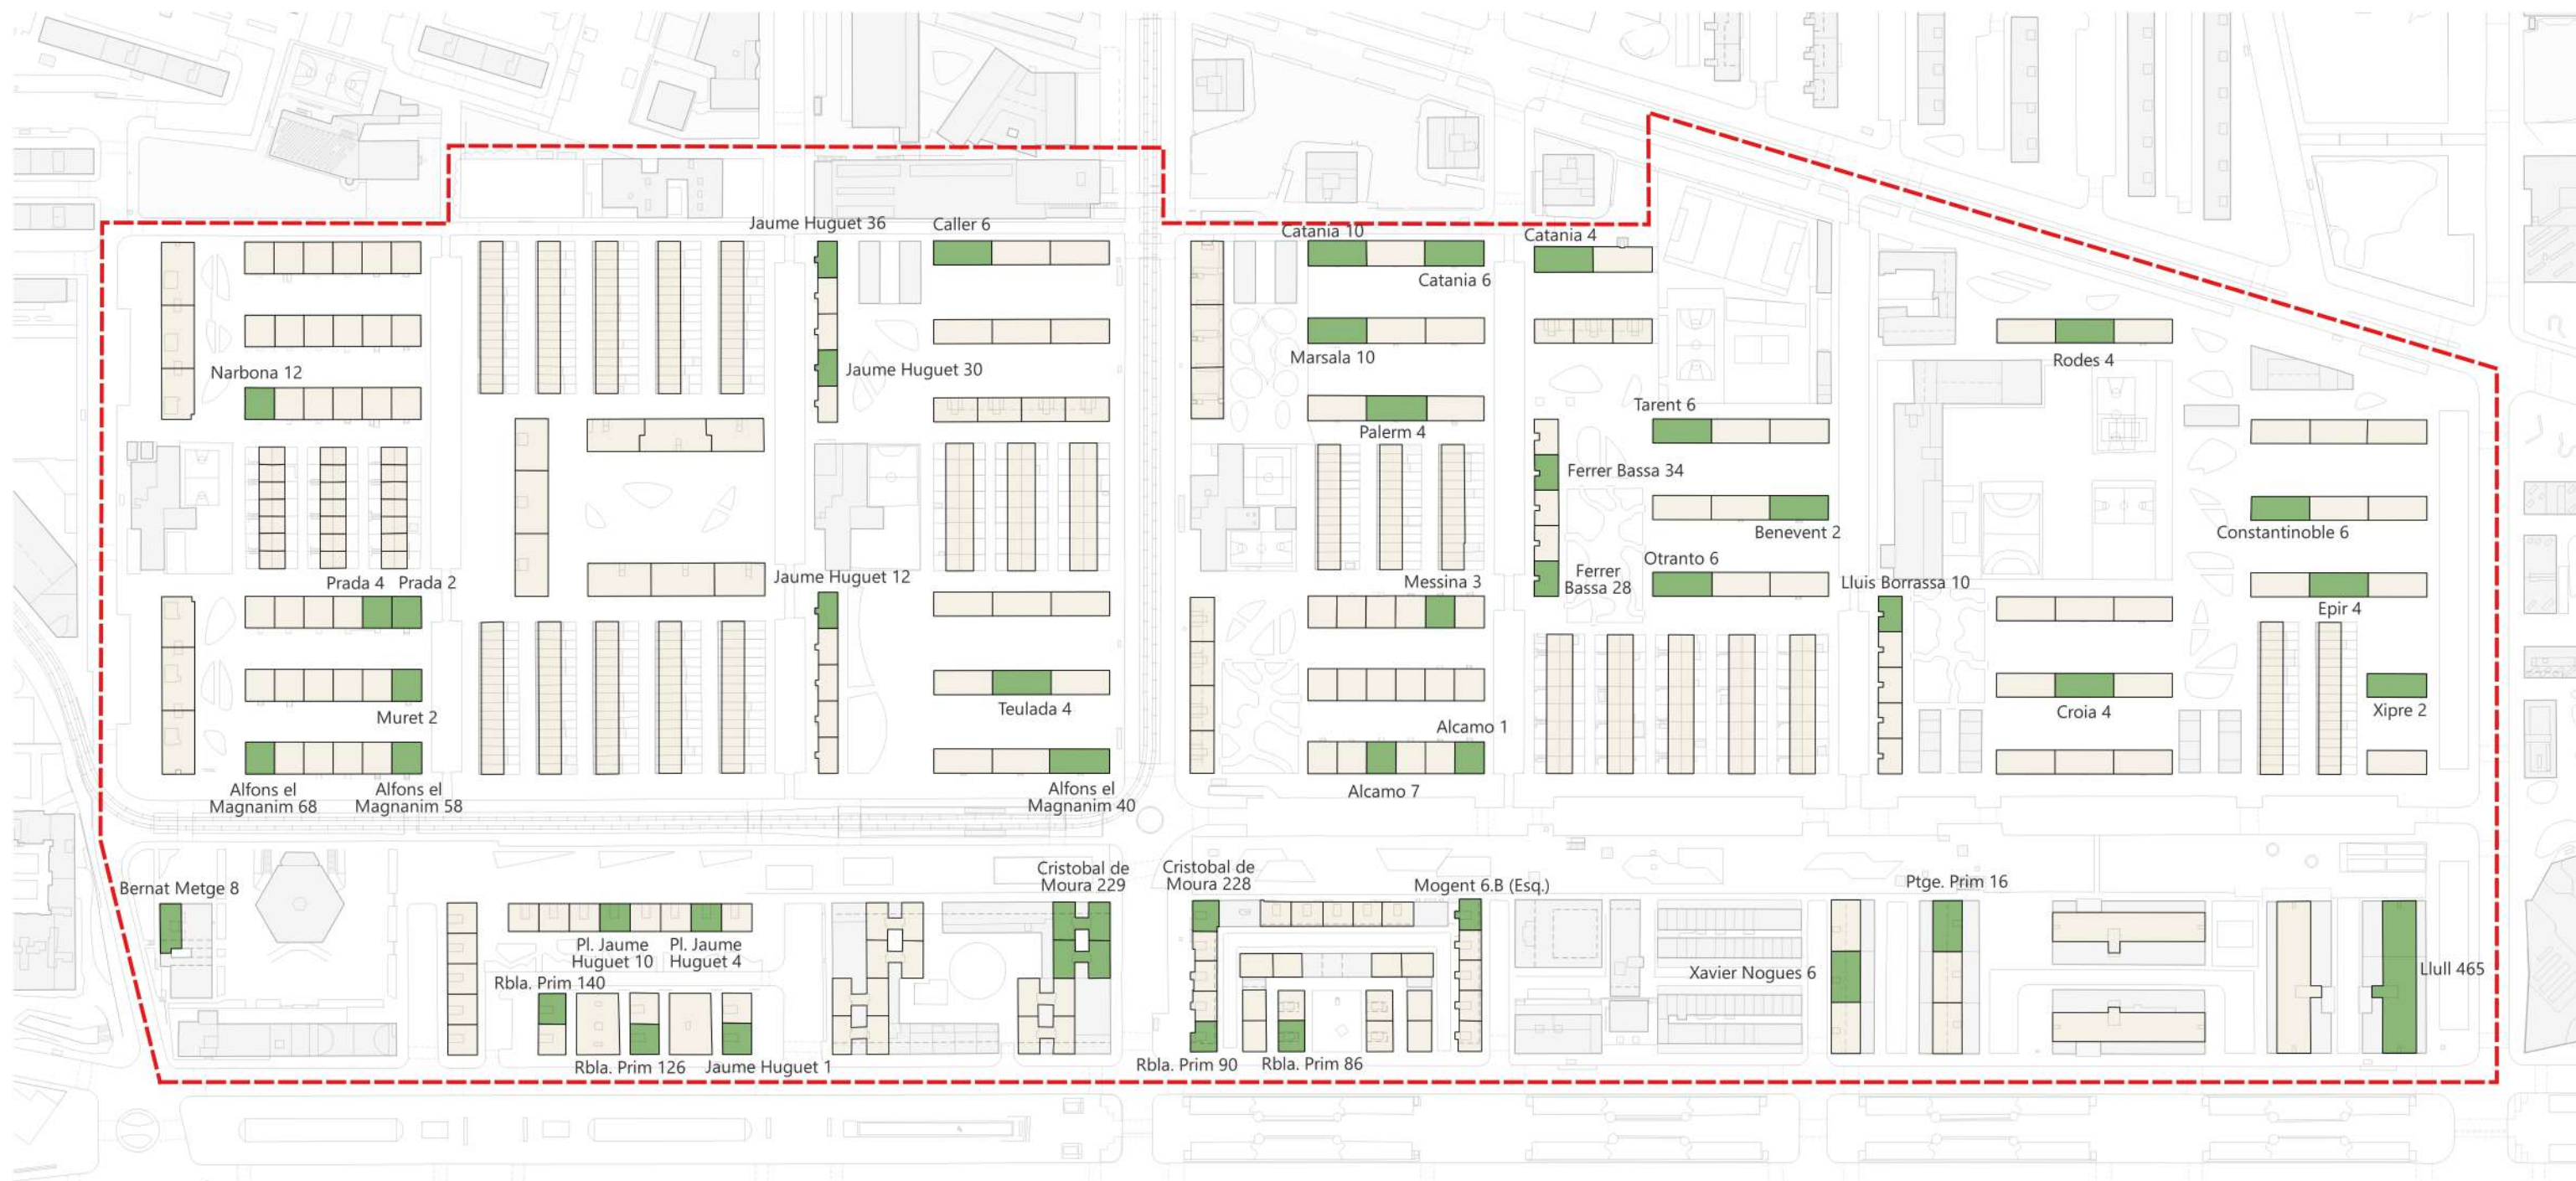 Jaume Huguet 36
Caller 6
Catania 10
Catania 4
Catania 6
Marsala 10
Rodes 4
Narbona 12
Jaume Huguet 30
Palerm 4
Tarent 6
Ferrer Bassa 34
Benevent 2
Constantinoble 6
Otranto 6
Prada 4
Prada 2
Jaume Huguet 12
Messina 3
Ferrer
Bassa 28
Lluis Borrassa 10
Epir 4
Muret 2
Teulada 4
Croia 4
Xipre 2
Alcamo 1
Alfons el
Magnanim 68
Alfons el
Magnanim 58
Alfons el
Magnanim 40
Alcamo 7
Bernat Metge 8
Cristobal de
Moura 229
Cristobal de
Moura 228
Mogent 6.B (Esq.)
Ptge. Prim 16
Pl. Jaume
Huguet 10
Pl. Jaume
Huguet 4
Xavier Nogues 6
Llull 465
Rbla. Prim 140
Rbla. Prim 126
Jaume Huguet 1
Rbla. Prim 90
Rbla. Prim 86